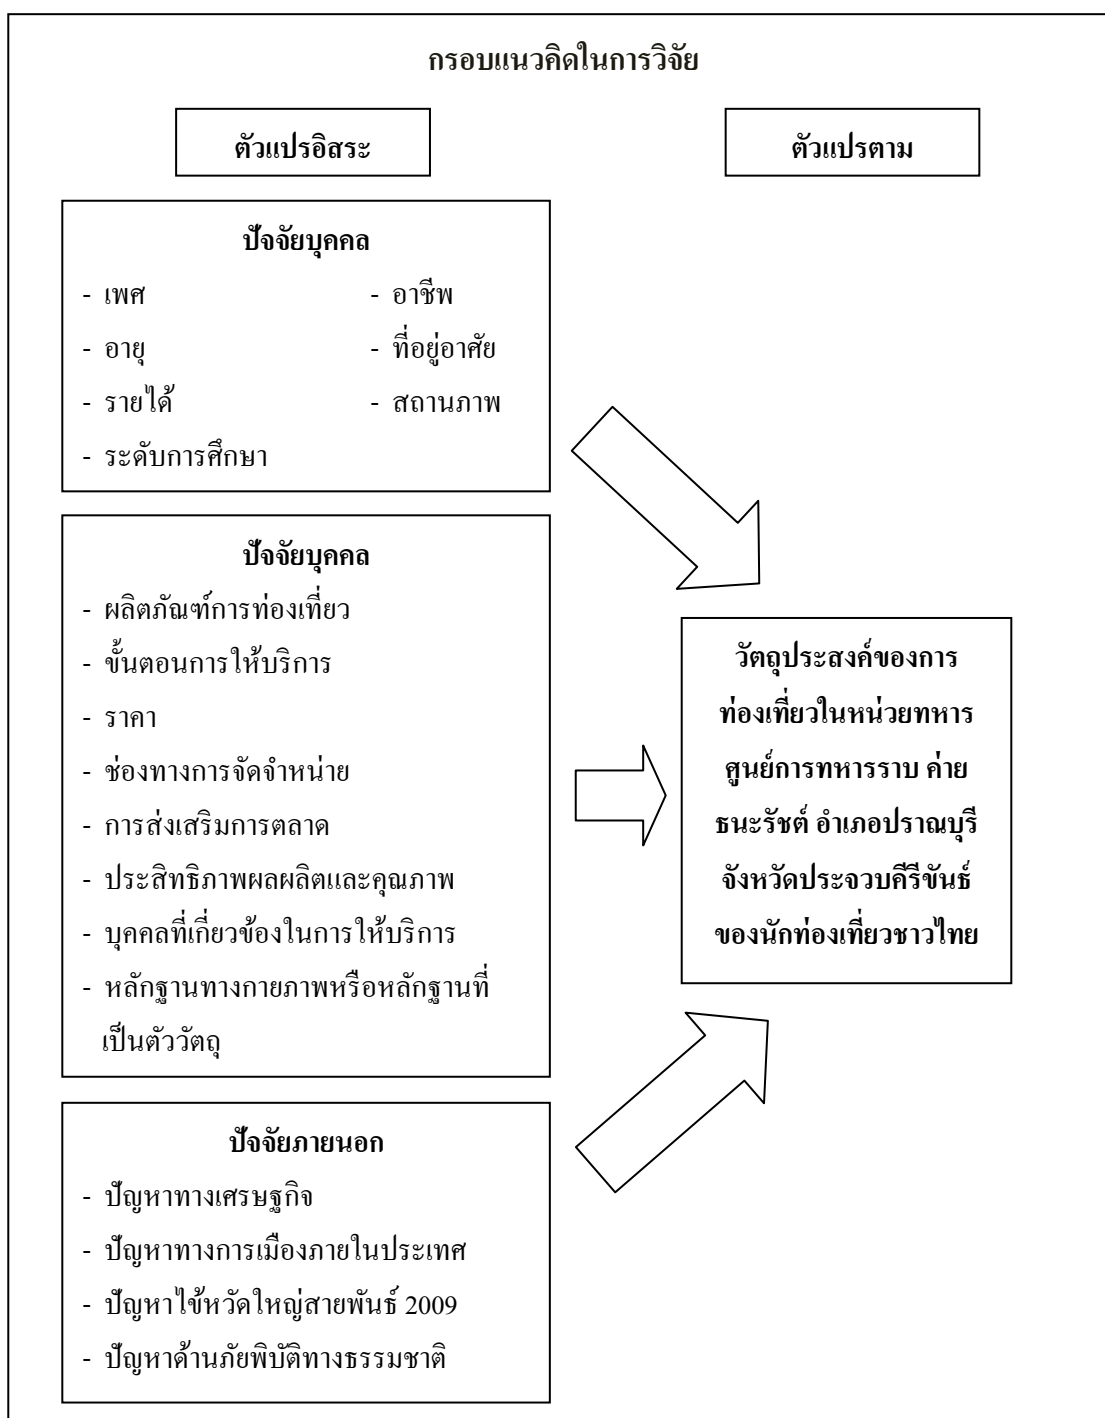 กรอบแนวคิดในการวิจัย
ตัวแปรอิสระ
ตัวแปรตาม
ปัจจัยบุคคล
- เพศ
- อาชีพ
- อายุ
- ที่อยู่อาศัย
- รายได้
- สถานภาพ
- ระดับการศึกษา
ปัจจัยบุคคล
- ผลิตภัณฑ์การท่องเที่ยว
- ขั้นตอนการให้บริการ
- ราคา
- ช่องทางการจัดจำหน่าย
- การส่งเสริมการตลาด
- ประสิทธิภาพผลผลิตและคุณภาพ
- บุคคลที่เกี่ยวข้องในการให้บริการ
- หลักฐานทางกายภาพหรือหลักฐานที่
เป็นตัววัตถุ
ปัจจัยภายนอก
- ปัญหาทางเศรษฐกิจ
- ปัญหาทางการเมืองภายในประเทศ
- ปัญหาไข้หวัดใหญ่สายพันธ์ 2009
- ปัญหาด้านภัยพิบัติทางธรรมชาติ
วัตถุประสงค์ของการ
ท่องเที่ยวในหน่วยทหาร
ศูนย์การทหารราบ ค่าย
ธนะรัชต์ อำเภอปราณบุรี
จังหวัดประจวบคีรีขันธ์
ของนักท่องเที่ยวชาวไทย